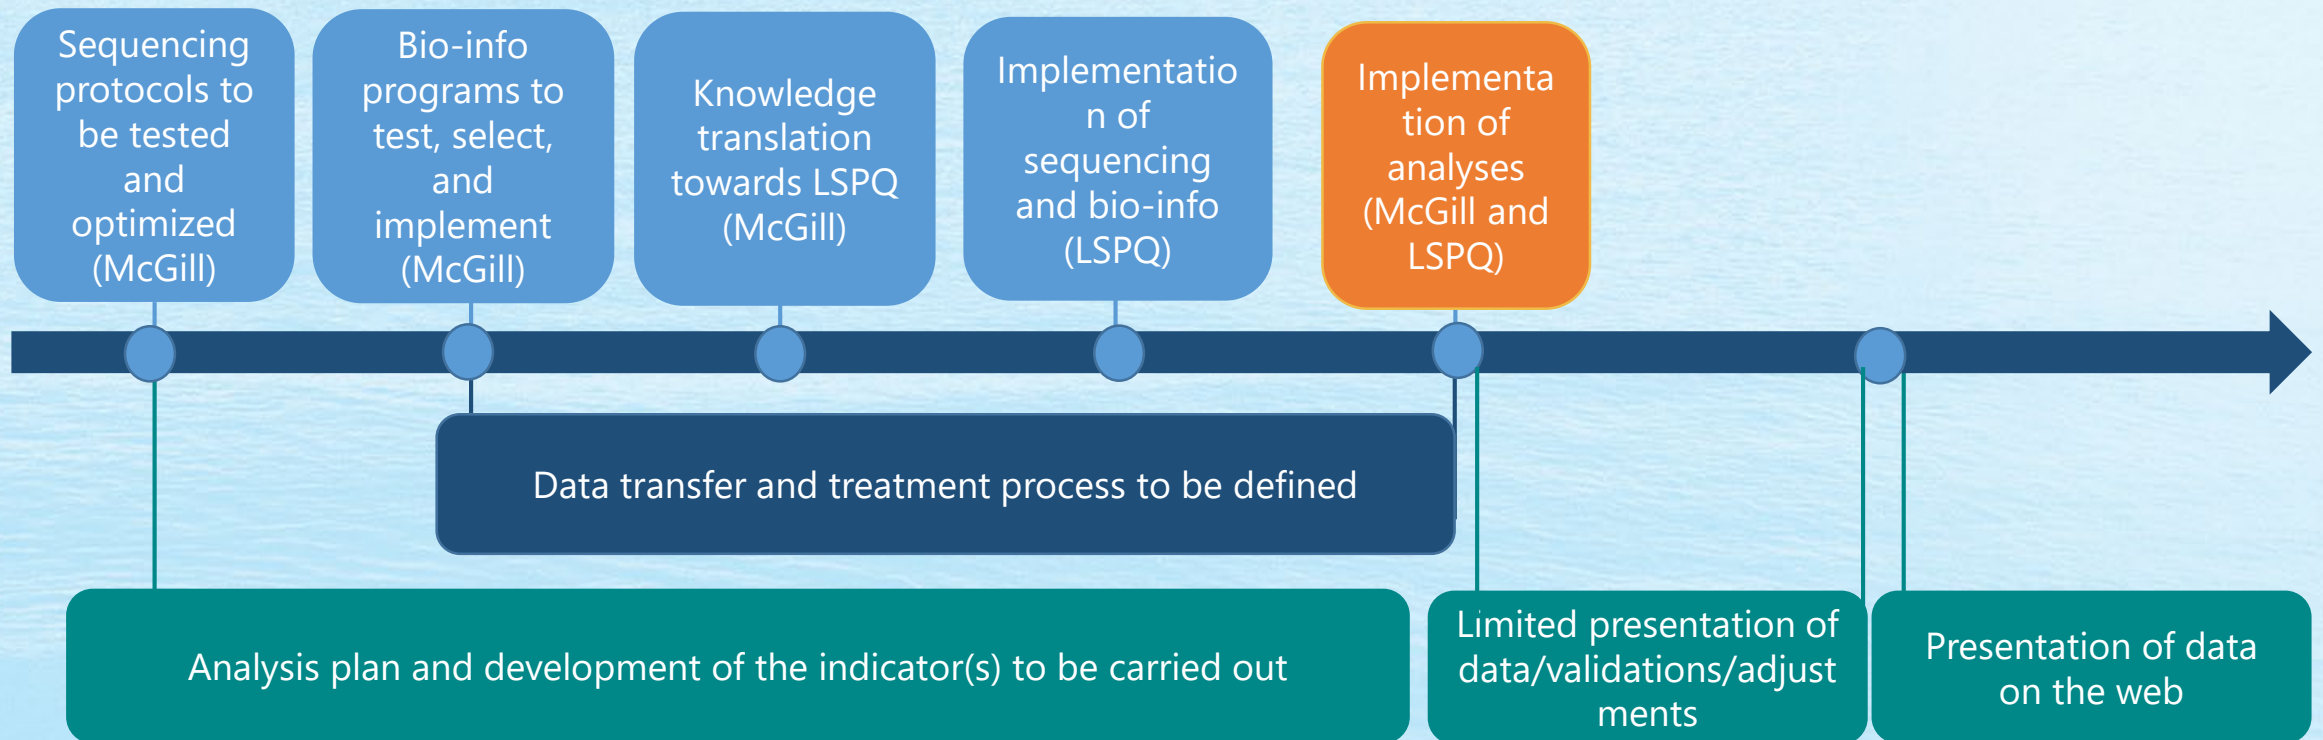 Sequencing
protocols to
be tested
and
optimized
(McGill)
Bio-info
programs to
test, select,
and
implement
(McGill)
Knowledge
translation
towards LSPQ
(McGill)
Implementatio
n of
sequencing
and bio-info
(LSPQ)
Implementa
tion of
analyses
(McGill and
LSPQ)
Data transfer and treatment process to be defined
Analysis plan and development of the indicator(s) to be carried out
Limited presentation of
data/validations/adjust
ments
Presentation of data
on the web